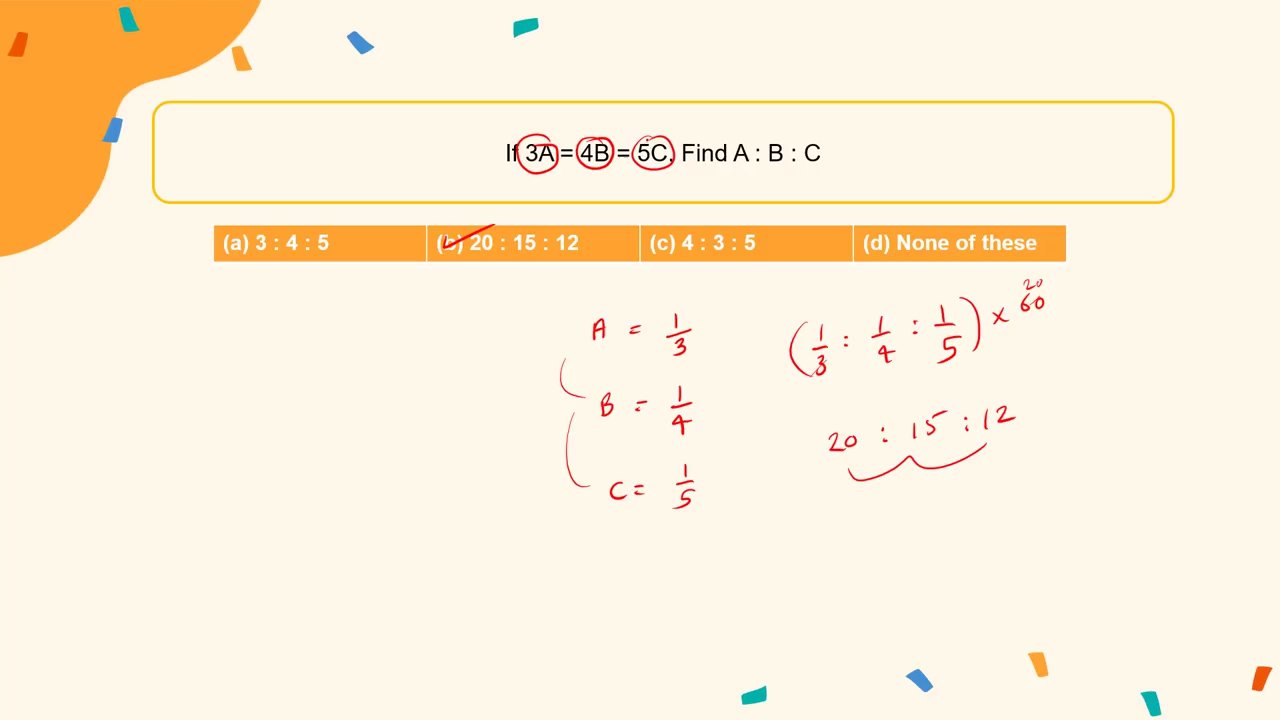 If 3A = 4B = 5C. Find A : B : C
(a) 3 : 4 : 5
(b) 20 : 15 : 12
(c) 4 : 3 : 5
(d) None of these
A = 1/3
B = 1/4
C = 1/5
(1/3 : 1/4 : 1/5) × 60
20
20 : 15 : 12